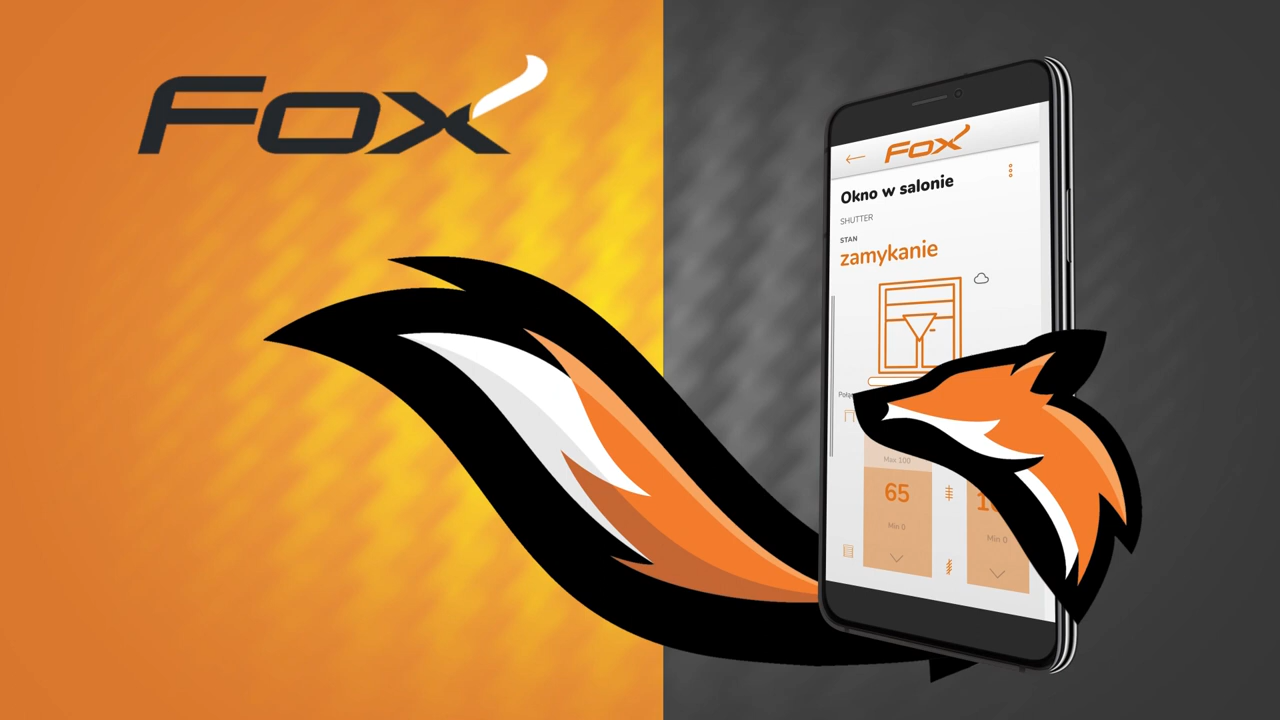 Fox
Fox
Okno w salonie
SHUTTER
STAN
zamykanie
Max 100
65
Min 0
Min 0